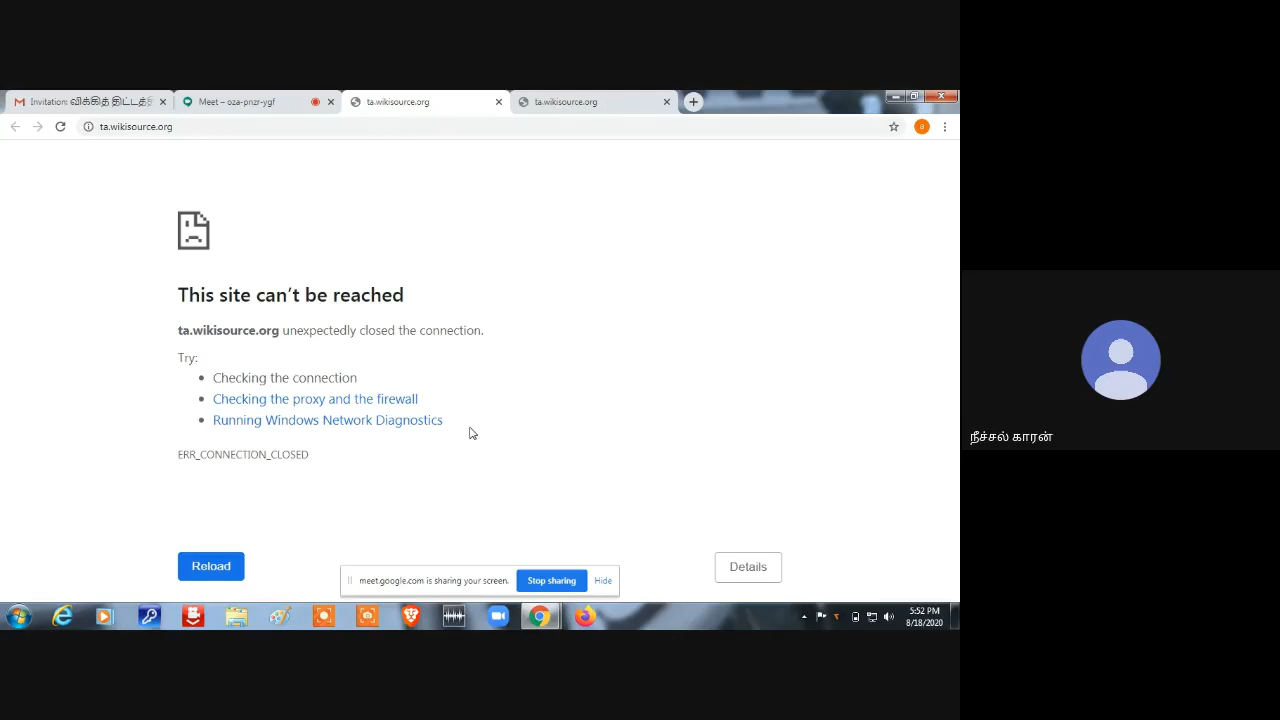 Invitation: விக்கித் திட்டத்தி
Meet – oza-pnzr-ygf
ta.wikisource.org
ta.wikisource.org
ta.wikisource.org
This site can’t be reached
ta.wikisource.org unexpectedly closed the connection.
Try:
Checking the connection
Checking the proxy and the firewall
Running Windows Network Diagnostics
ERR_CONNECTION_CLOSED
Reload
meet.google.com is sharing your screen.
Stop sharing
Hide
Details
நீச்சல் காரன்
5:52 PM
8/18/2020